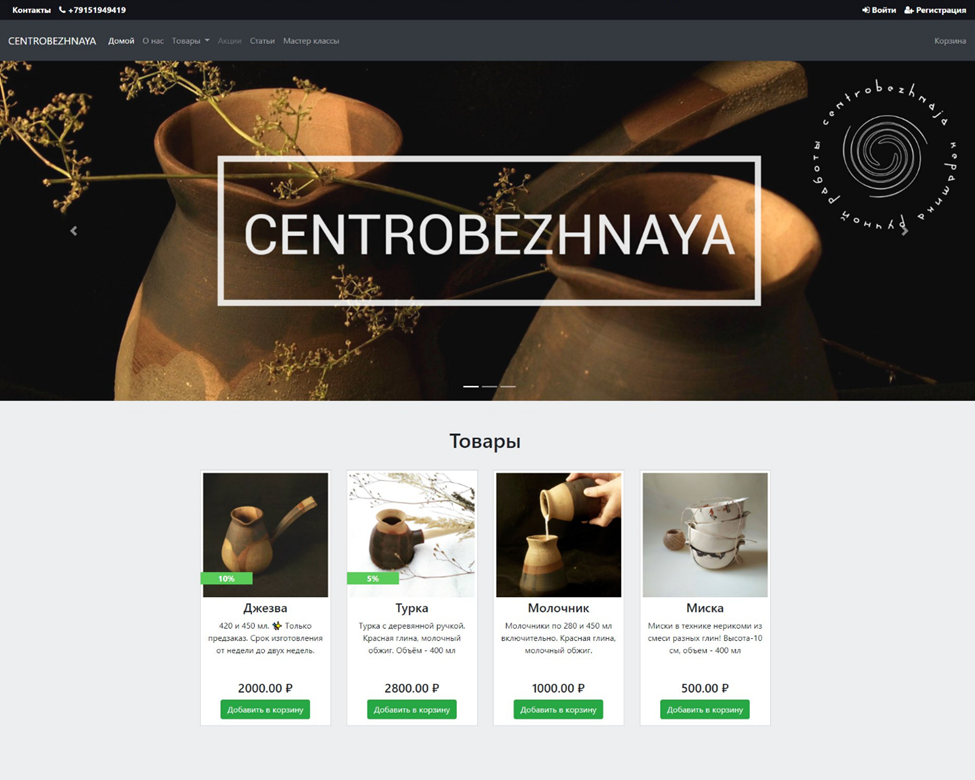 Контакты +79151949419
Войти Регистрация
CENTROBEZHNAYA Домой О нас Товары Акции Статьи Мастер классы
Корзина
centrobezhnaja керамика ручной работы
CENTROBEZHNAYA
Товары
10%
Джезва
420 и 450 мл. Только
предзаказ. Срок изготовления
от недели до двух недель.
2000.00 ₽
Добавить в корзину
5%
Турка
Турка с деревянной ручкой.
Красная глина, молочный
обжиг. Объём - 400 мл
2800.00 ₽
Добавить в корзину
Молочник
Молочники по 280 и 450 мл
включительно. Красная глина,
молочный обжиг.
1000.00 ₽
Добавить в корзину
Миска
Миски в технике нерикоми из
смеси разных глин! Высота-10
см, объем - 400 мл
500.00 ₽
Добавить в корзину